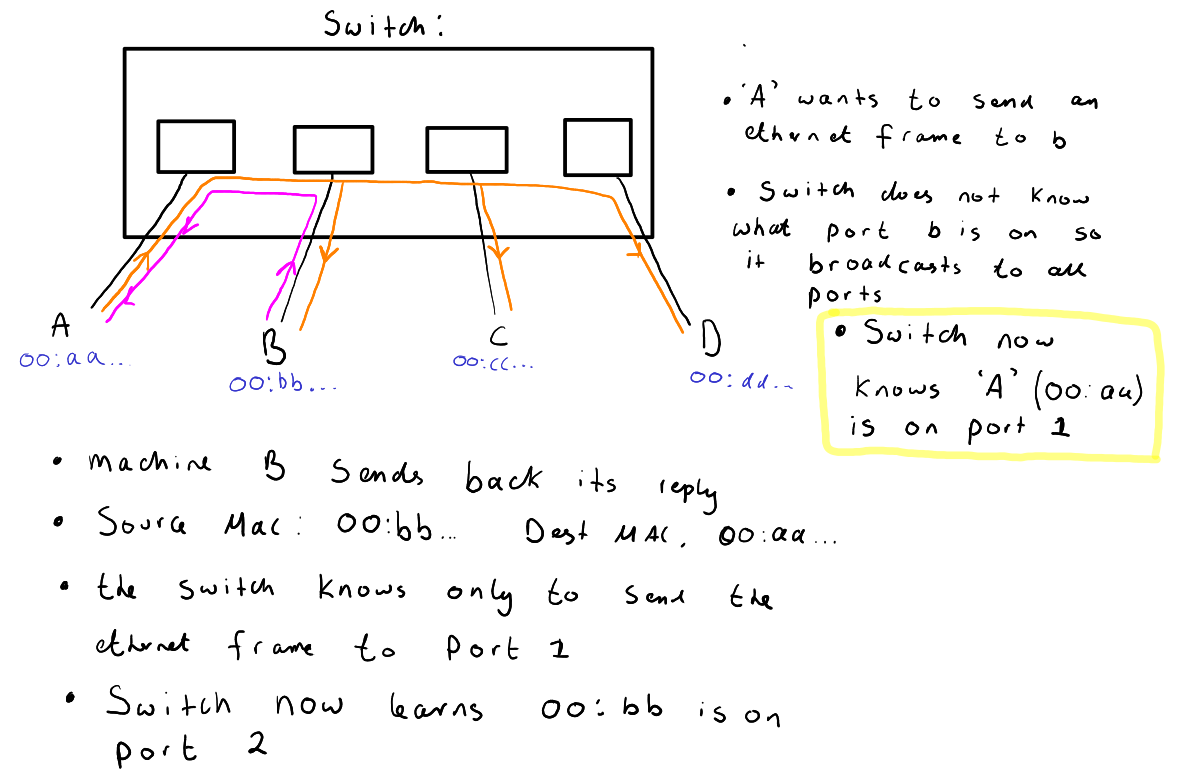 Switch:
• 'A' wants to send an
ethernet frame to b
• Switch does not know
what port b is on so
it broadcasts to all
ports
• Switch now
knows 'A' (00:aa)
is on port 1
A
00:aa...
B
00:bb...
C
00:cc...
D
00:dd...
• machine B sends back its reply
• Source Mac: 00:bb... Dest MAC. 00:aa...
• the switch knows only to send the
ethernet frame to Port 1
• Switch now learns 00:bb is on
port 2